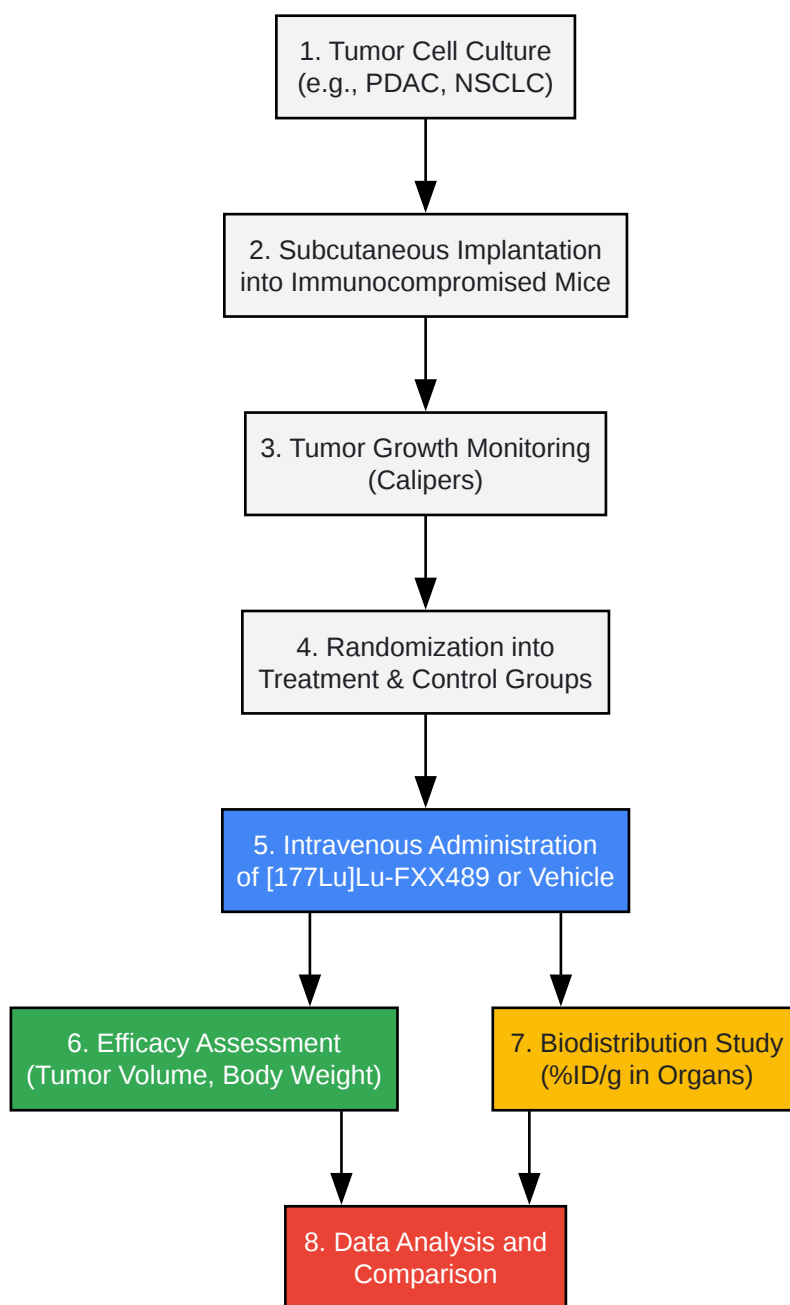 1. Tumor Cell Culture
(e.g., PDAC, NSCLC)
2. Subcutaneous Implantation
into Immunocompromised Mice
3. Tumor Growth Monitoring
(Calipers)
4. Randomization into
Treatment & Control Groups
5. Intravenous Administration
of [177Lu]Lu-FXX489 or Vehicle
6. Efficacy Assessment
(Tumor Volume, Body Weight)
7. Biodistribution Study
(%ID/g in Organs)
8. Data Analysis and
Comparison